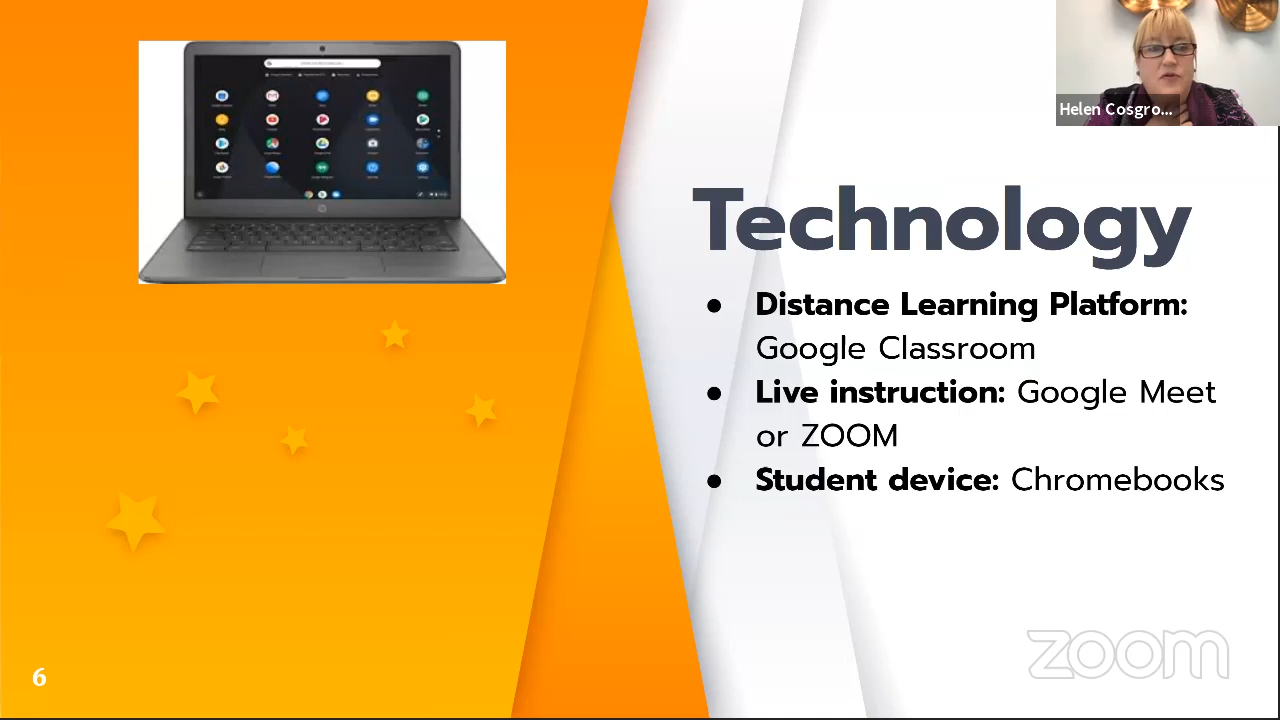 Helen Cosgro...
Technology
● Distance Learning Platform:
Google Classroom
● Live instruction: Google Meet
or ZOOM
● Student device: Chromebooks
zoom
6